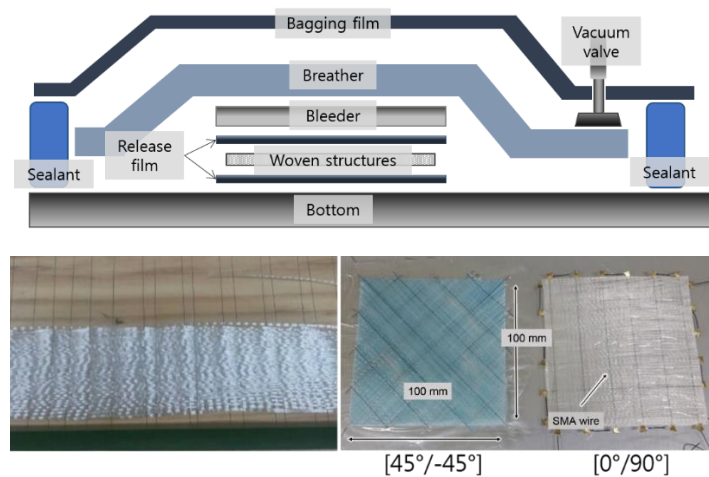 Bagging film
Vacuum
valve
Breather
Bleeder
Release
film
Woven structures
Sealant
Sealant
Bottom
100 mm
100 mm
SMA wire
[45°/-45°]
[0°/90°]